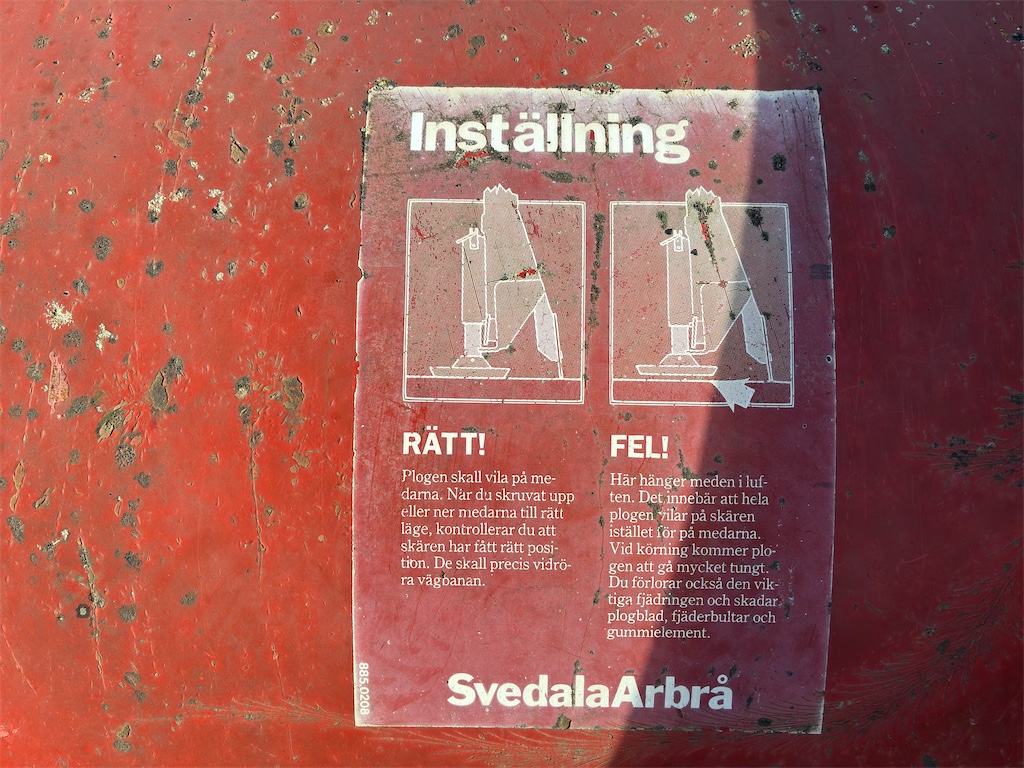 Inställning
RÄTT!
Plogen skall vila på me-
darna. När du skruvat upp
eller ner medarna till rätt
läge, kontrollerar du att
skären har fått rätt posi-
tion. De skall precis vidrö-
ra vägbanan.
FEL!
Här hänger meden i luf-
ten. Det innebär att hela
plogen vilar på skären
istället för på medarna.
Vid körning kommer plo-
gen att gå mycket tungt.
Du förlorar också den vik-
tiga fjädringen och skadar
plogblad, fjäderbultar och
gummielement.
SvedalaArbrå
885.0208